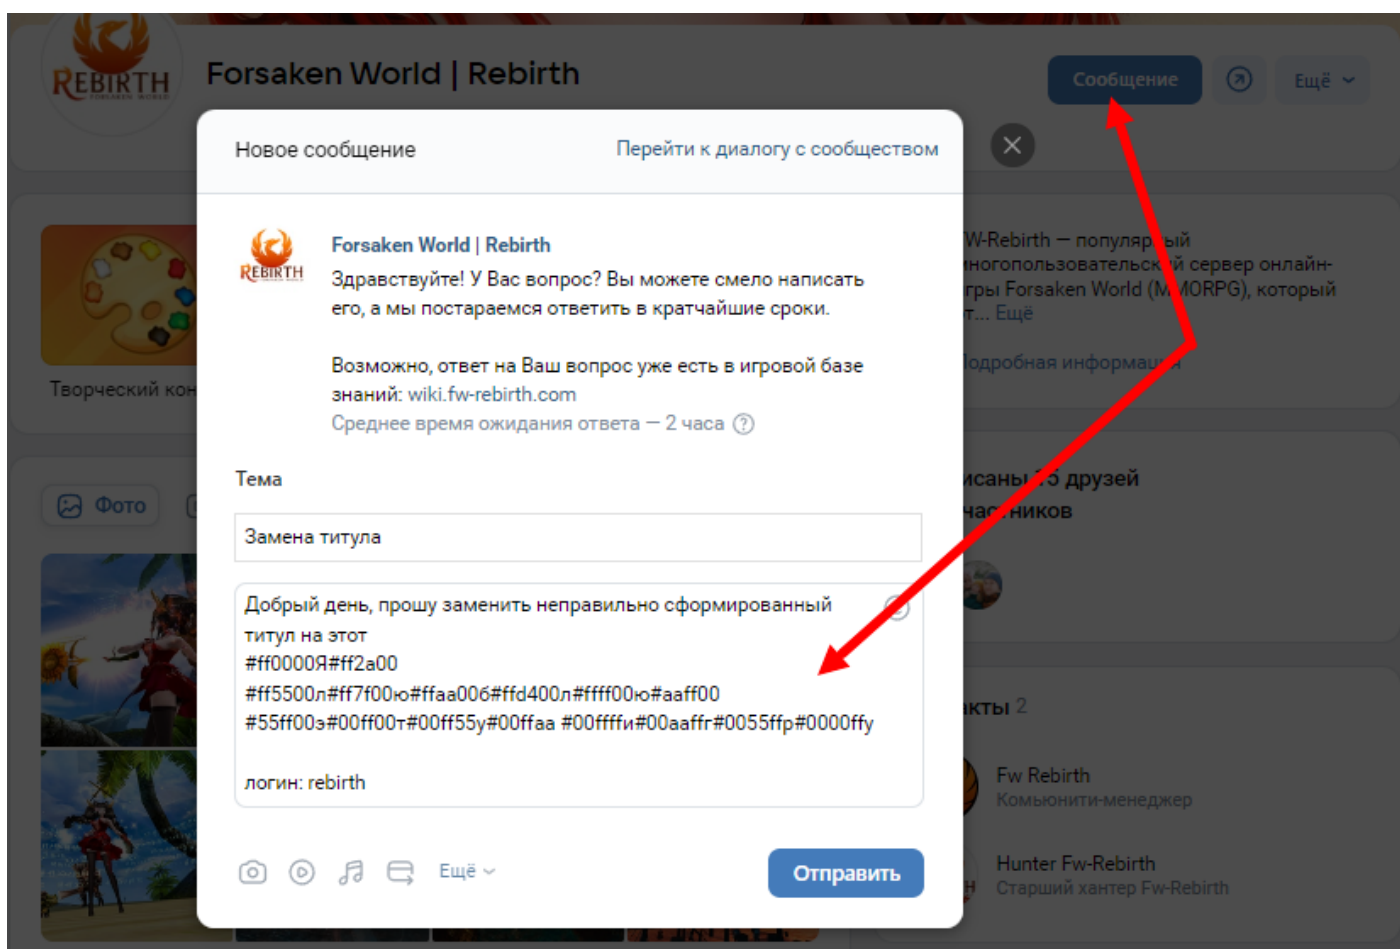 REBIRTH
FORSAKEN WORLD
Forsaken World | Rebirth
Сообщение
Ещё
Новое сообщение
Перейти к диалогу с сообществом
REBIRTH
Forsaken World | Rebirth
Здравствуйте! У Вас вопрос? Вы можете смело написать
его, а мы постараемся ответить в кратчайшие сроки.
Возможно, ответ на Ваш вопрос уже есть в игровой базе
знаний: wiki.fw-rebirth.com
Среднее время ожидания ответа — 2 часа
Тема
Замена титула
Добрый день, прошу заменить неправильно сформированный
титул на этот
#ff0000Я#ff2a00
#ff5500л#ff7f00ю#ffaa00б#ffd400л#ffff00ю#aaff00
#55ff00э#00ff00т#00ff55у#00ffaa #00ffffи#00aaffг#0055ffр#0000ffу
логин: rebirth
Ещё
Отправить
Творческий кон
Фото
W-Rebirth — популярный
ногопользовательский сервер онлайн-
гры Forsaken World (MMORPG), который
т... Ещё
одробная информация
исаны 15 друзей
частников
кты 2
Fw Rebirth
Комьюнити-менеджер
Hunter Fw-Rebirth
Старший хантер Fw-Rebirth